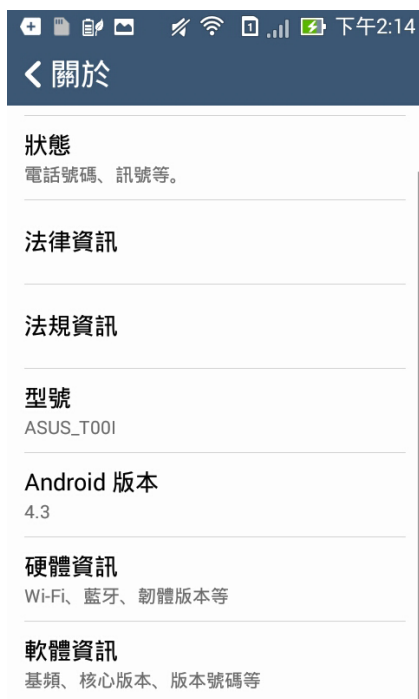 1
下午2:14
關於
狀態
電話號碼、訊號等。
法律資訊
法規資訊
型號
ASUS_T00I
Android 版本
4.3
硬體資訊
Wi-Fi、藍牙、韌體版本等
軟體資訊
基頻、核心版本、版本號碼等